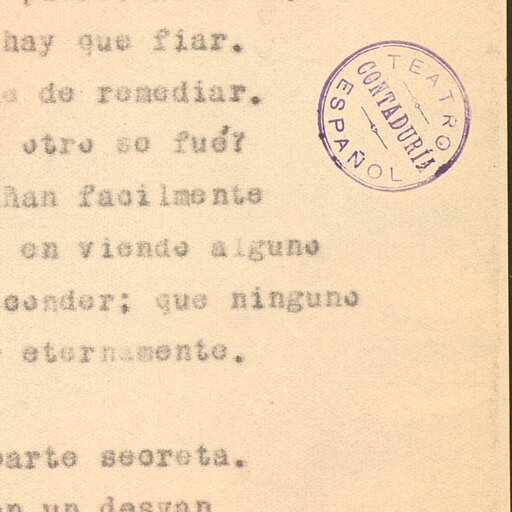 hay que fiar.
de remediar.
otro se fué?
ñan facilmente
en viendo alguno
conder; que ninguno
eternamente.
parte secreta.
un desvan
TEATRO
CONTADURÍA
ESPAÑOL